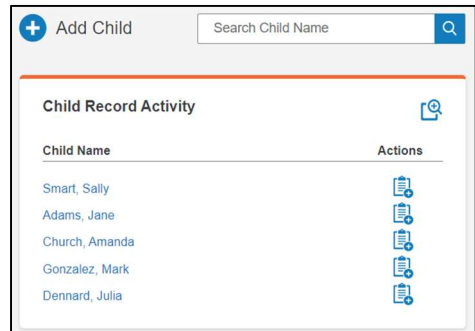 Add Child
Search Child Name
Child Record Activity
Child Name Actions
Smart, Sally
Adams, Jane
Church, Amanda
Gonzalez, Mark
Dennard, Julia